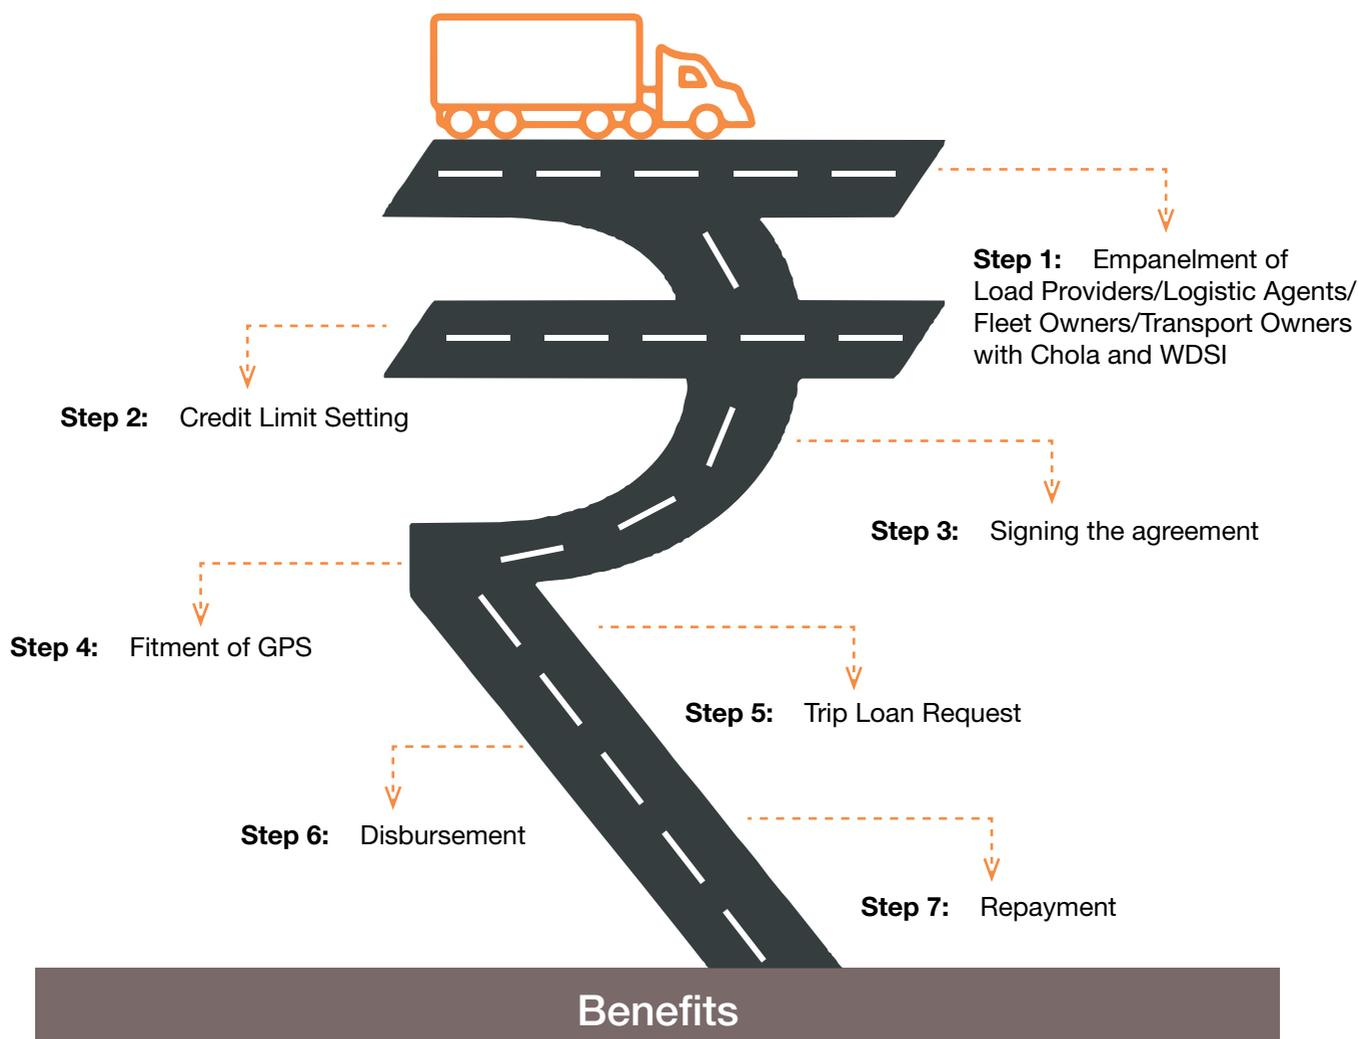 Step 1: Empanelment of
Load Providers/Logistic Agents/
Fleet Owners/Transport Owners
with Chola and WDSI
Step 2: Credit Limit Setting
Step 3: Signing the agreement
Step 4: Fitment of GPS
Step 5: Trip Loan Request
Step 6: Disbursement
Step 7: Repayment
Benefits